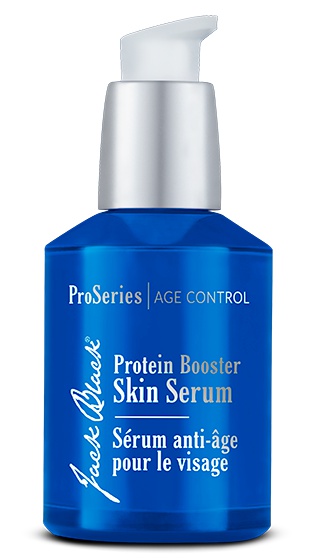 ProSeries | AGE CONTROL
Jack Black®
Protein Booster
Skin Serum
Sérum anti-âge
pour le visage